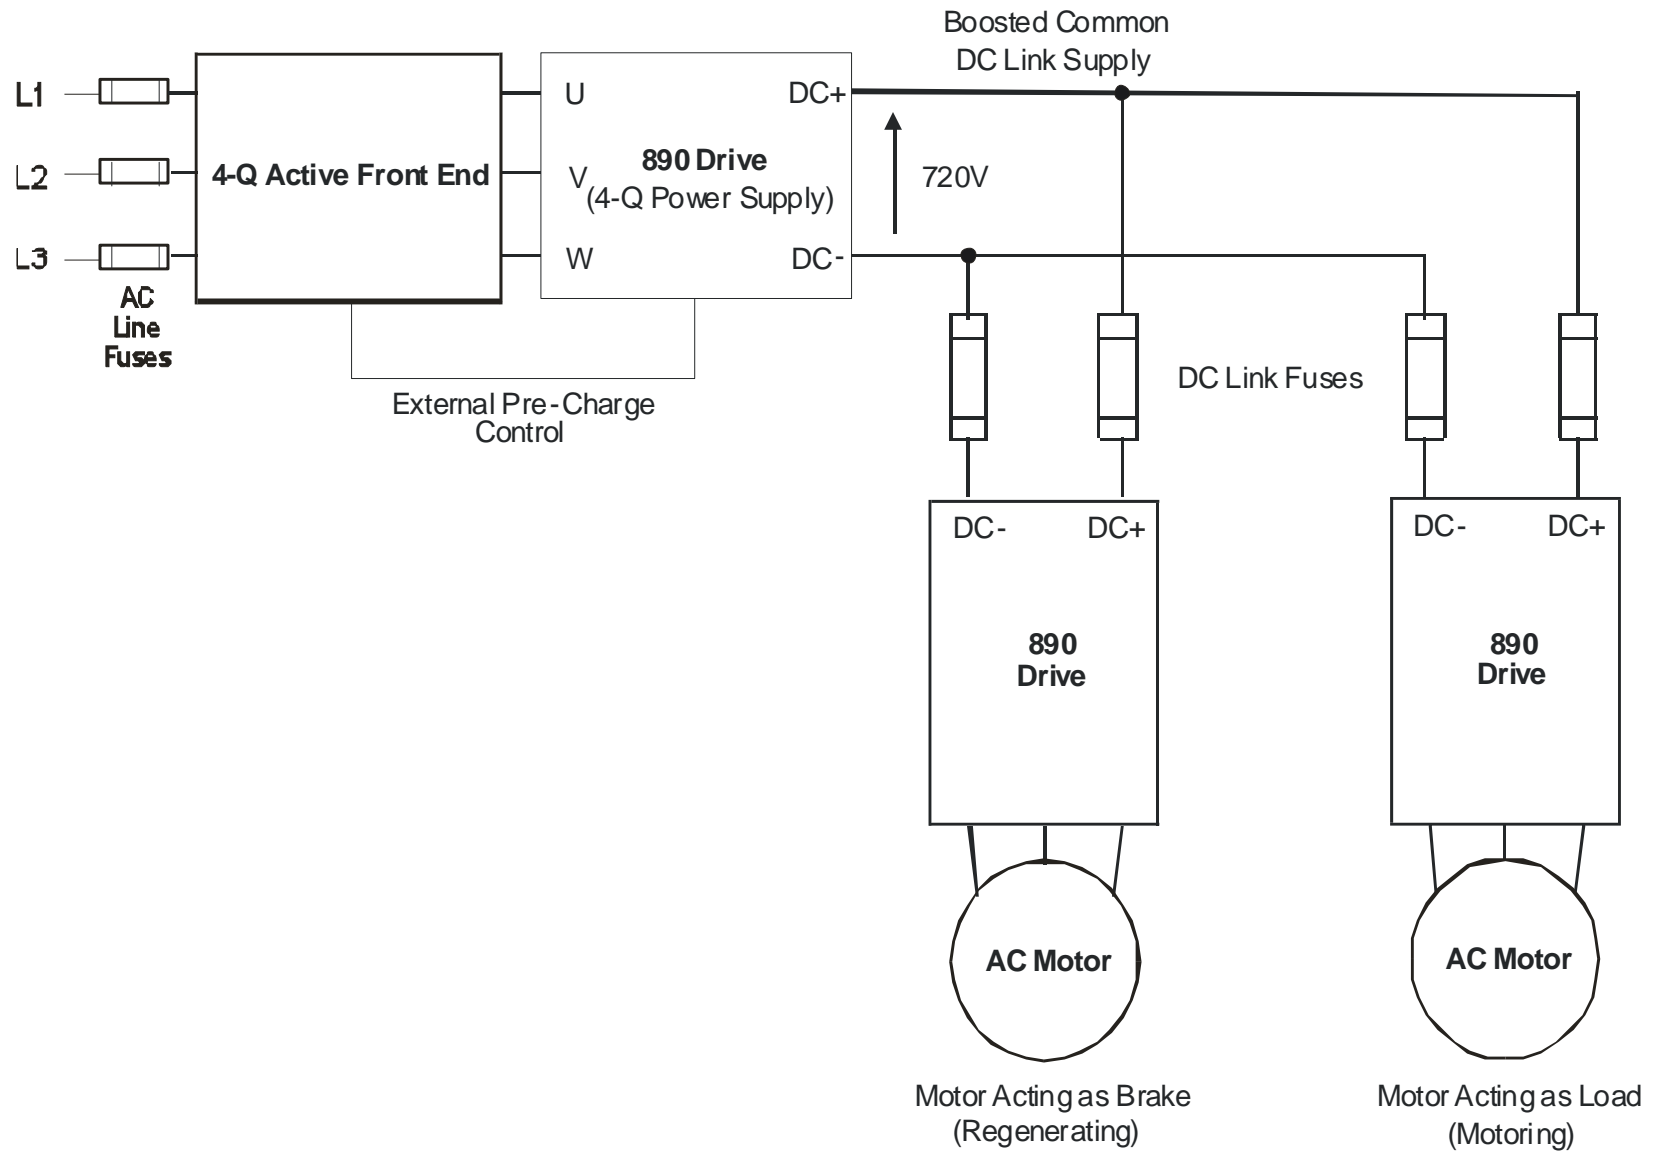 Boosted Common
DC Link Supply
L1
L2
L3
AC
Line
Fuses
4-Q Active Front End
U
V
W
890 Drive
(4-Q Power Supply)
DC+
DC-
720V
External Pre-Charge
Control
DC Link Fuses
DC-
DC+
890
Drive
DC-
DC+
890
Drive
AC Motor
AC Motor
Motor Acting as Brake
(Regenerating)
Motor Acting as Load
(Motoring)